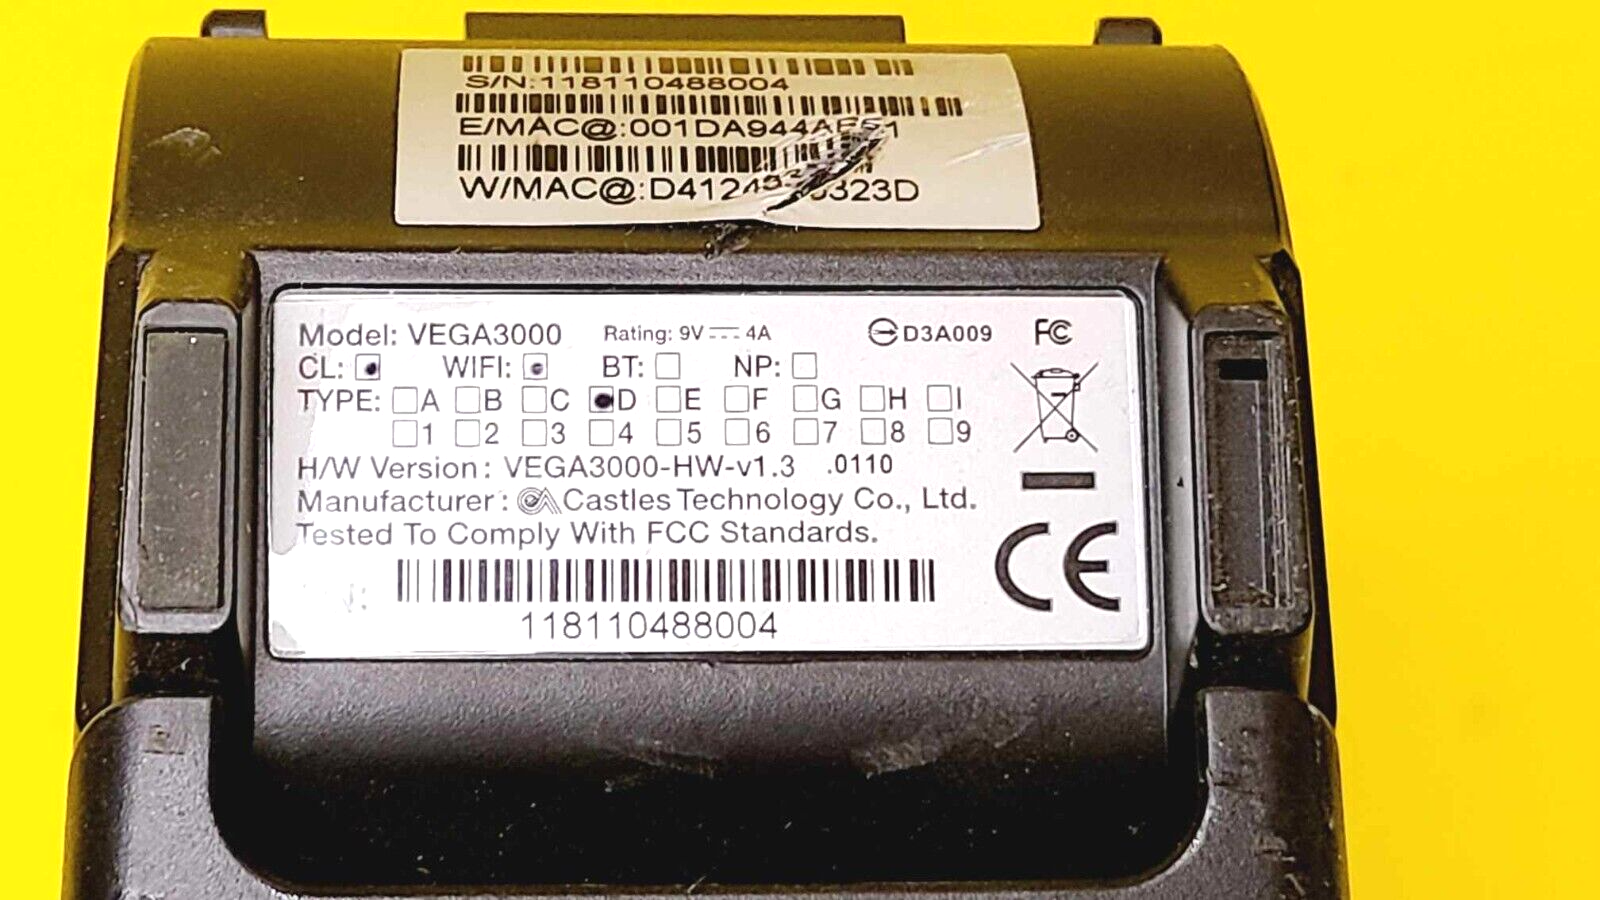 S/N:118110488004
E/MAC@:
W/MAC@:
Model: VEGA3000 Rating: 9V 4A D3A009 FC
CL: WIFI: BT: NP:
TYPE: A B C D E F G H I
1 2 3 4 5 6 7 8 9
H/W Version: VEGA3000-HW-v1.3 .0110
Manufacturer: Castles Technology Co., Ltd.
Tested To Comply With FCC Standards.
CE
118110488004